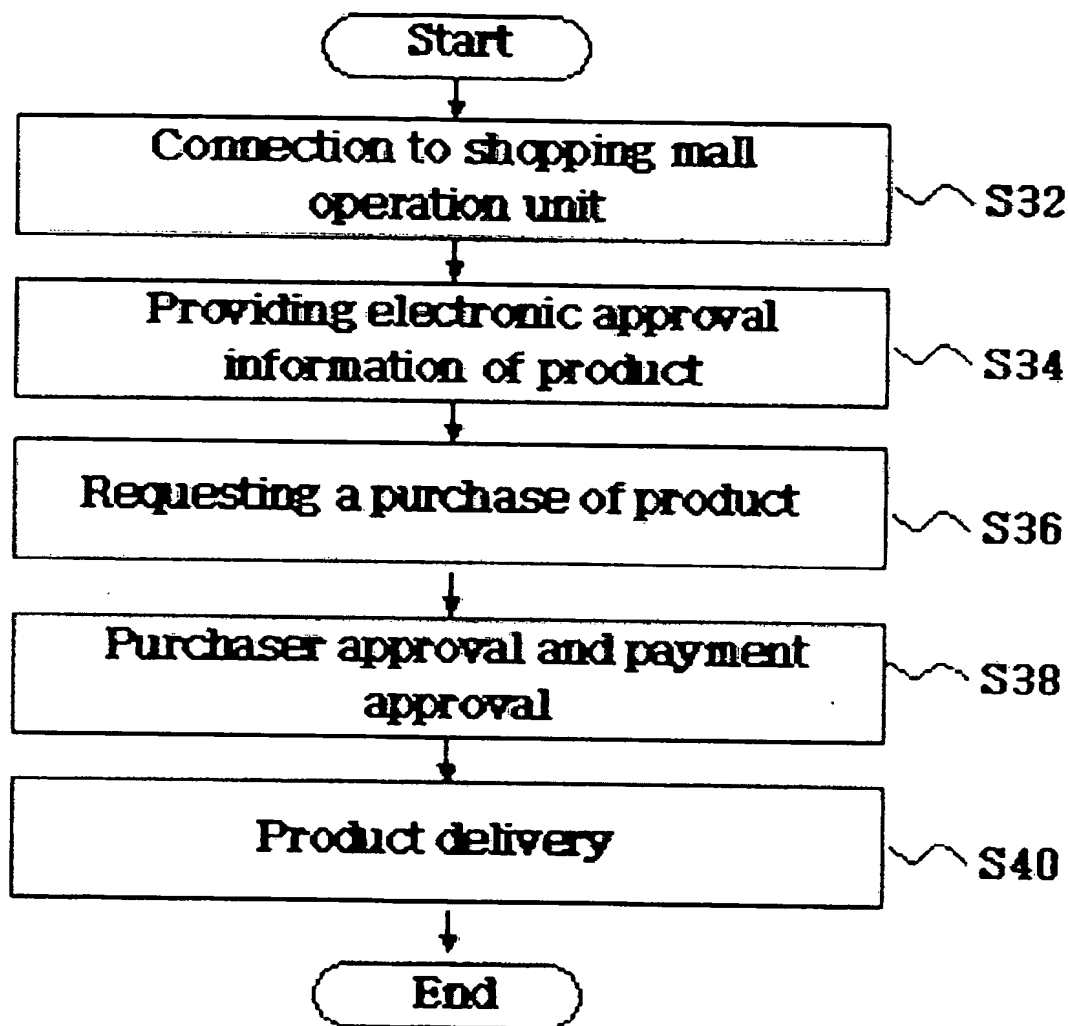 Start
Connection to shopping mall
operation unit
S32
Providing electronic approval
information of product
S34
Requesting a purchase of product
S36
Purchaser approval and payment
approval
S38
Product delivery
S40
End